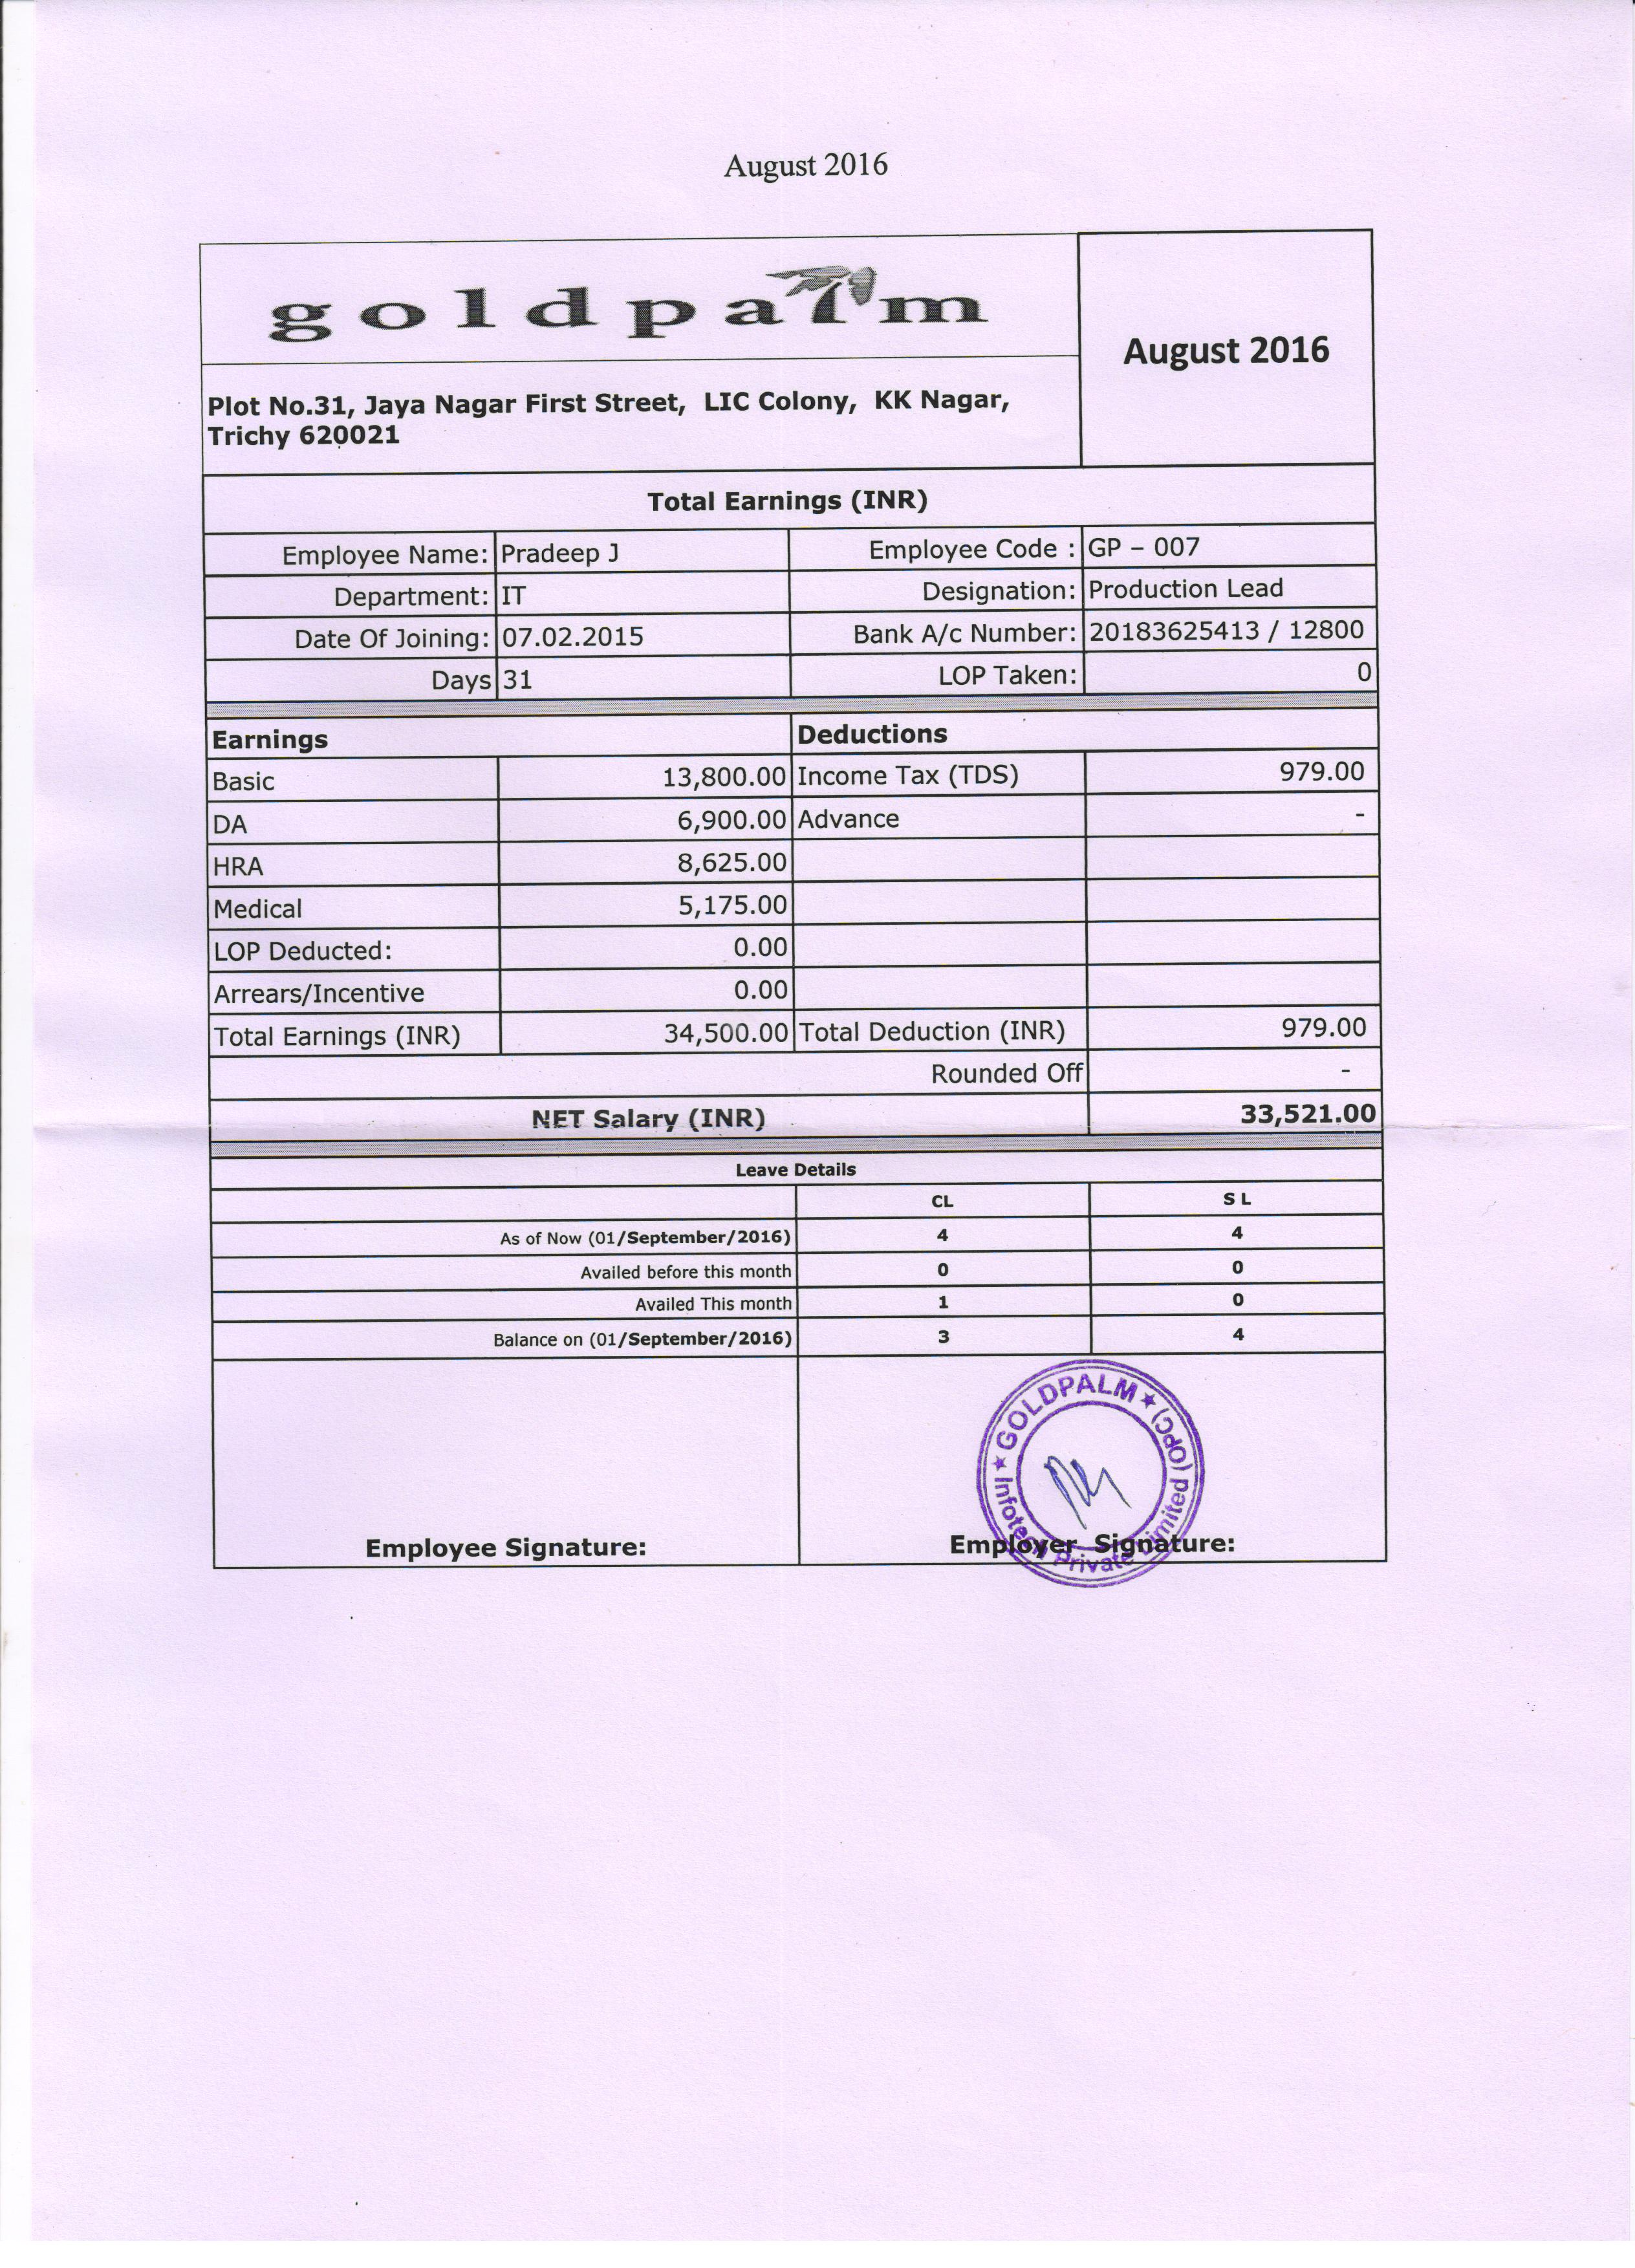 August 2016
goldpalm
August 2016
Plot No.31, Jaya Nagar First Street, LIC Colony, KK Nagar,
Trichy 620021
Total Earnings (INR)
Employee Name: Pradeep J Employee Code : GP – 007
Department: IT Designation: Production Lead
Date Of Joining: 07.02.2015 Bank A/c Number: 20183625413 / 12800
Days 31 LOP Taken: 0
Earnings Deductions
Basic 13,800.00 Income Tax (TDS) 979.00
DA 6,900.00 Advance -
HRA 8,625.00
Medical 5,175.00
LOP Deducted: 0.00
Arrears/Incentive 0.00
Total Earnings (INR) 34,500.00 Total Deduction (INR) 979.00
Rounded Off -
NET Salary (INR) 33,521.00
Leave Details
CL S L
As of Now (01/September/2016) 4 4
Availed before this month 0 0
Availed This month 1 0
Balance on (01/September/2016) 3 4
★ GOLDPALM ★ (OPC)
Infotech Private Limited
Employee Signature: Employer Signature: